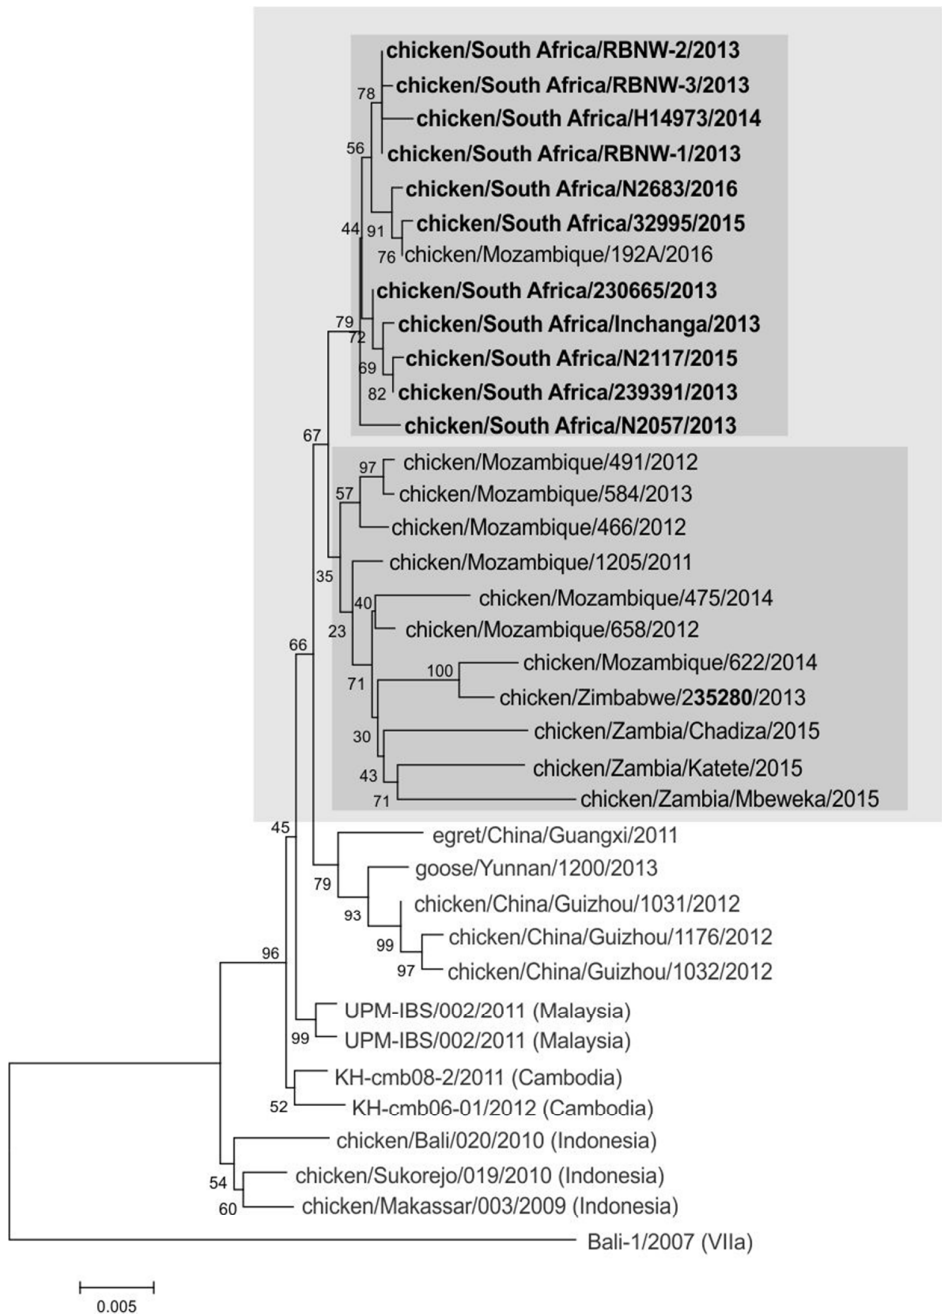 chicken/South Africa/RBNW-2/2013
chicken/South Africa/RBNW-3/2013
78
chicken/South Africa/H14973/2014
56
chicken/South Africa/RBNW-1/2013
chicken/South Africa/N2683/2016
44
91
chicken/South Africa/32995/2015
76
chicken/Mozambique/192A/2016
chicken/South Africa/230665/2013
79
72
chicken/South Africa/Inchanga/2013
69
chicken/South Africa/N2117/2015
82
chicken/South Africa/239391/2013
chicken/South Africa/N2057/2013
67
97
chicken/Mozambique/491/2012
57
chicken/Mozambique/584/2013
chicken/Mozambique/466/2012
35
chicken/Mozambique/1205/2011
40
chicken/Mozambique/475/2014
23
chicken/Mozambique/658/2012
66
71
100
chicken/Mozambique/622/2014
chicken/Zimbabwe/235280/2013
30
chicken/Zambia/Chadiza/2015
43
chicken/Zambia/Katete/2015
71
chicken/Zambia/Mbeweka/2015
45
egret/China/Guangxi/2011
79
goose/Yunnan/1200/2013
93
chicken/China/Guizhou/1031/2012
99
chicken/China/Guizhou/1176/2012
96
97
chicken/China/Guizhou/1032/2012
UPM-IBS/002/2011 (Malaysia)
99
UPM-IBS/002/2011 (Malaysia)
KH-cmb08-2/2011 (Cambodia)
52
KH-cmb06-01/2012 (Cambodia)
chicken/Bali/020/2010 (Indonesia)
54
chicken/Sukorejo/019/2010 (Indonesia)
60
chicken/Makassar/003/2009 (Indonesia)
Bali-1/2007 (VIIa)
0.005